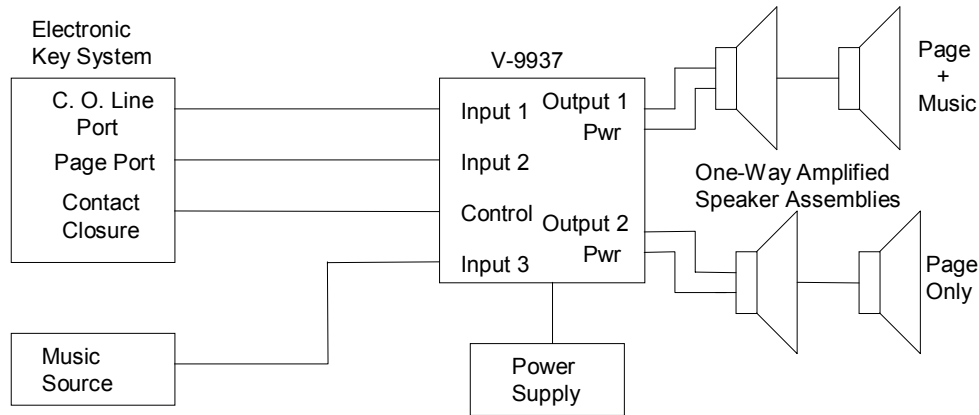 Electronic
Key System
C. O. Line
Port
Page Port
Contact
Closure
Music
Source
V-9937
Input 1
Input 2
Control
Input 3
Output 1
Pwr
Output 2
Pwr
Power
Supply
One-Way Amplified
Speaker Assemblies
Page
+
Music
Page
Only